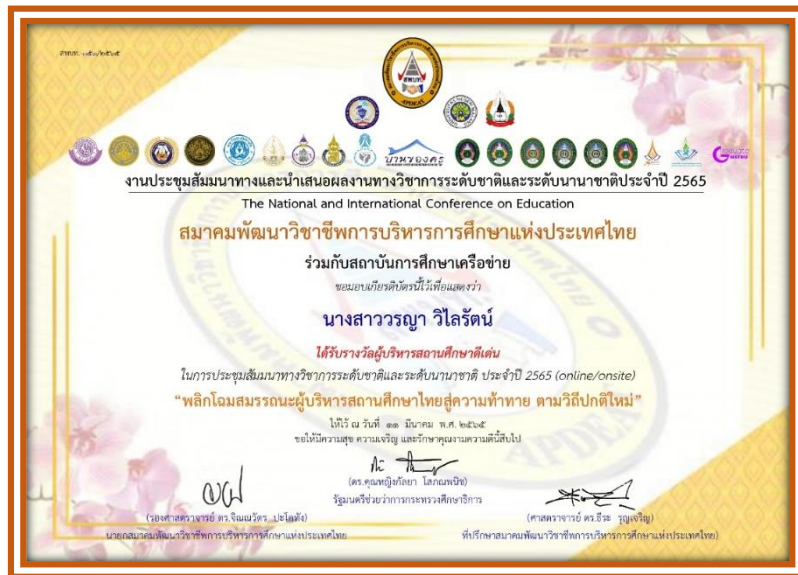 สพบท.
สพบท
APDEAT
บ้านของครู
งานประชุมสัมมนาทางและนำเสนอผลงานทางวิชาการระดับชาติและระดับนานาชาติประจำปี 2565
The National and International Conference on Education
สมาคมพัฒนาวิชาชีพการบริหารการศึกษาแห่งประเทศไทย
ร่วมกับสถาบันการศึกษาเครือข่าย
ขอมอบเกียรติบัตรนี้ไว้เพื่อแสดงว่า
นางสาววรญา วิไลรัตน์
ได้รับรางวัลผู้บริหารสถานศึกษาดีเด่น
ในการประชุมสัมมนาทางวิชาการระดับชาติและระดับนานาชาติ ประจำปี 2565 (online/onsite)
“พลิกโฉมสมรรถนะผู้บริหารสถานศึกษาไทยสู่ความท้าทาย ตามวิถีปกติใหม่”
ให้ไว้ ณ วันที่ ๑๑ มีนาคม พ.ศ. ๒๕๖๕
ขอให้มีความสุข ความเจริญ และรักษาคุณงามความดีนี้สืบไป
(ดร.คุณหญิงกัลยา โสภณพนิช)
รัฐมนตรีช่วยว่าการกระทรวงศึกษาธิการ
(รองศาสตราจารย์ ดร.จิณณวัตร ปะโคทัง)
นายกสมาคมพัฒนาวิชาชีพการบริหารการศึกษาแห่งประเทศไทย
(ศาสตราจารย์ ดร.ธีระ รุญเจริญ)
ที่ปรึกษาสมาคมพัฒนาวิชาชีพการบริหารการศึกษาแห่งประเทศไทย)